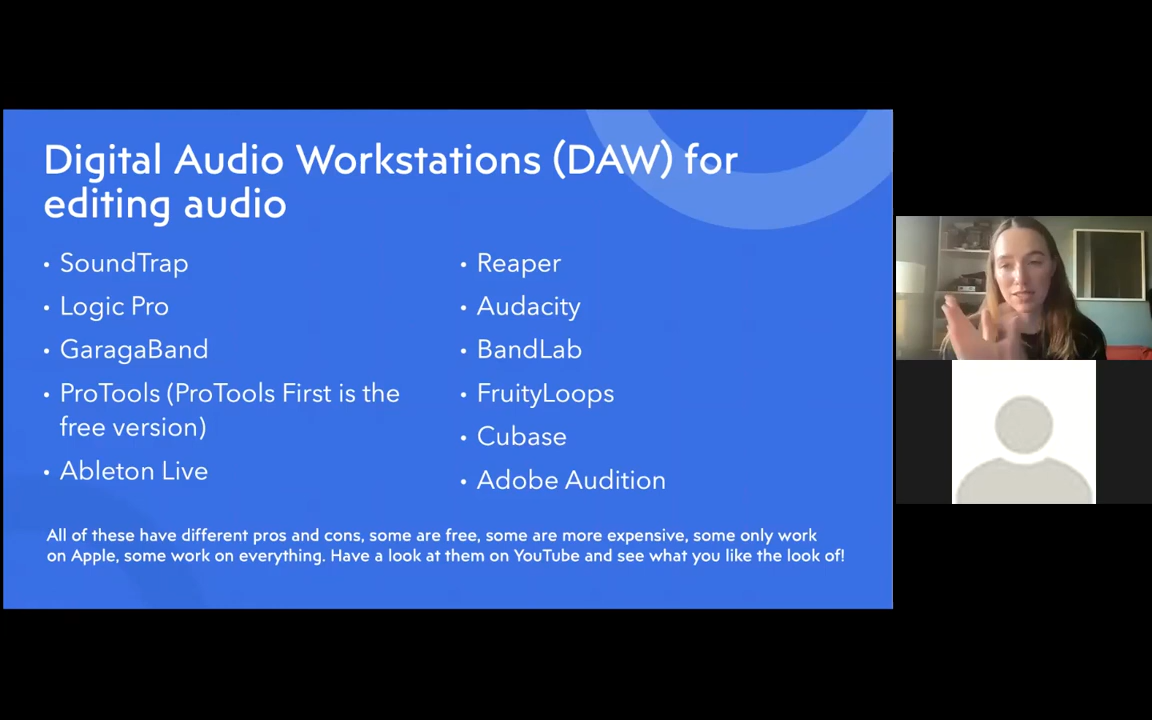 Digital Audio Workstations (DAW) for
editing audio
• SoundTrap
• Logic Pro
• GaragaBand
• ProTools (ProTools First is the
free version)
• Ableton Live
• Reaper
• Audacity
• BandLab
• FruityLoops
• Cubase
• Adobe Audition
All of these have different pros and cons, some are free, some are more expensive, some only work
on Apple, some work on everything. Have a look at them on YouTube and see what you like the look of!